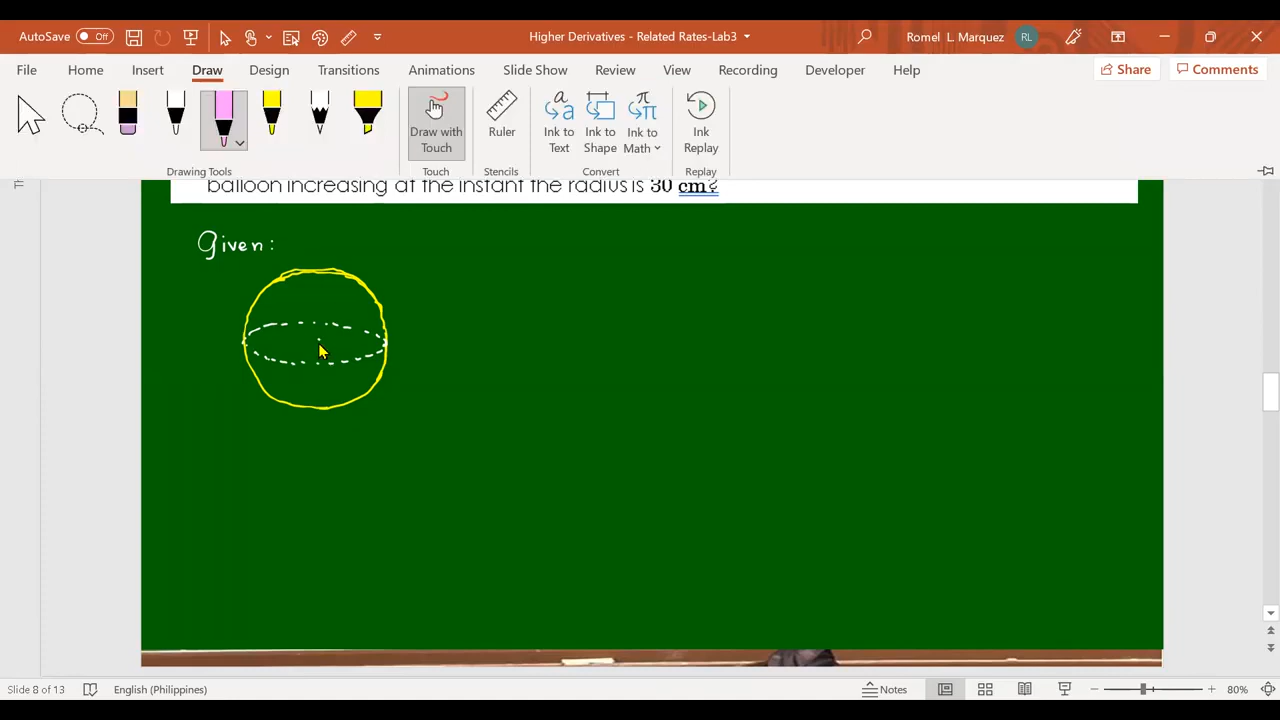 AutoSave Off Higher Derivatives - Related Rates-Lab3 Romel L. Marquez RL
File Home Insert Draw Design Transitions Animations Slide Show Review View Recording Developer Help Share Comments
Draw with Touch
Ruler
Ink to Text
Ink to Shape
Ink to Math
Ink Replay
Drawing Tools Touch Stencils Convert Replay
balloon increasing at the instant the radius is 30 cm?
Given:
Slide 8 of 13 English (Philippines) Notes 80%